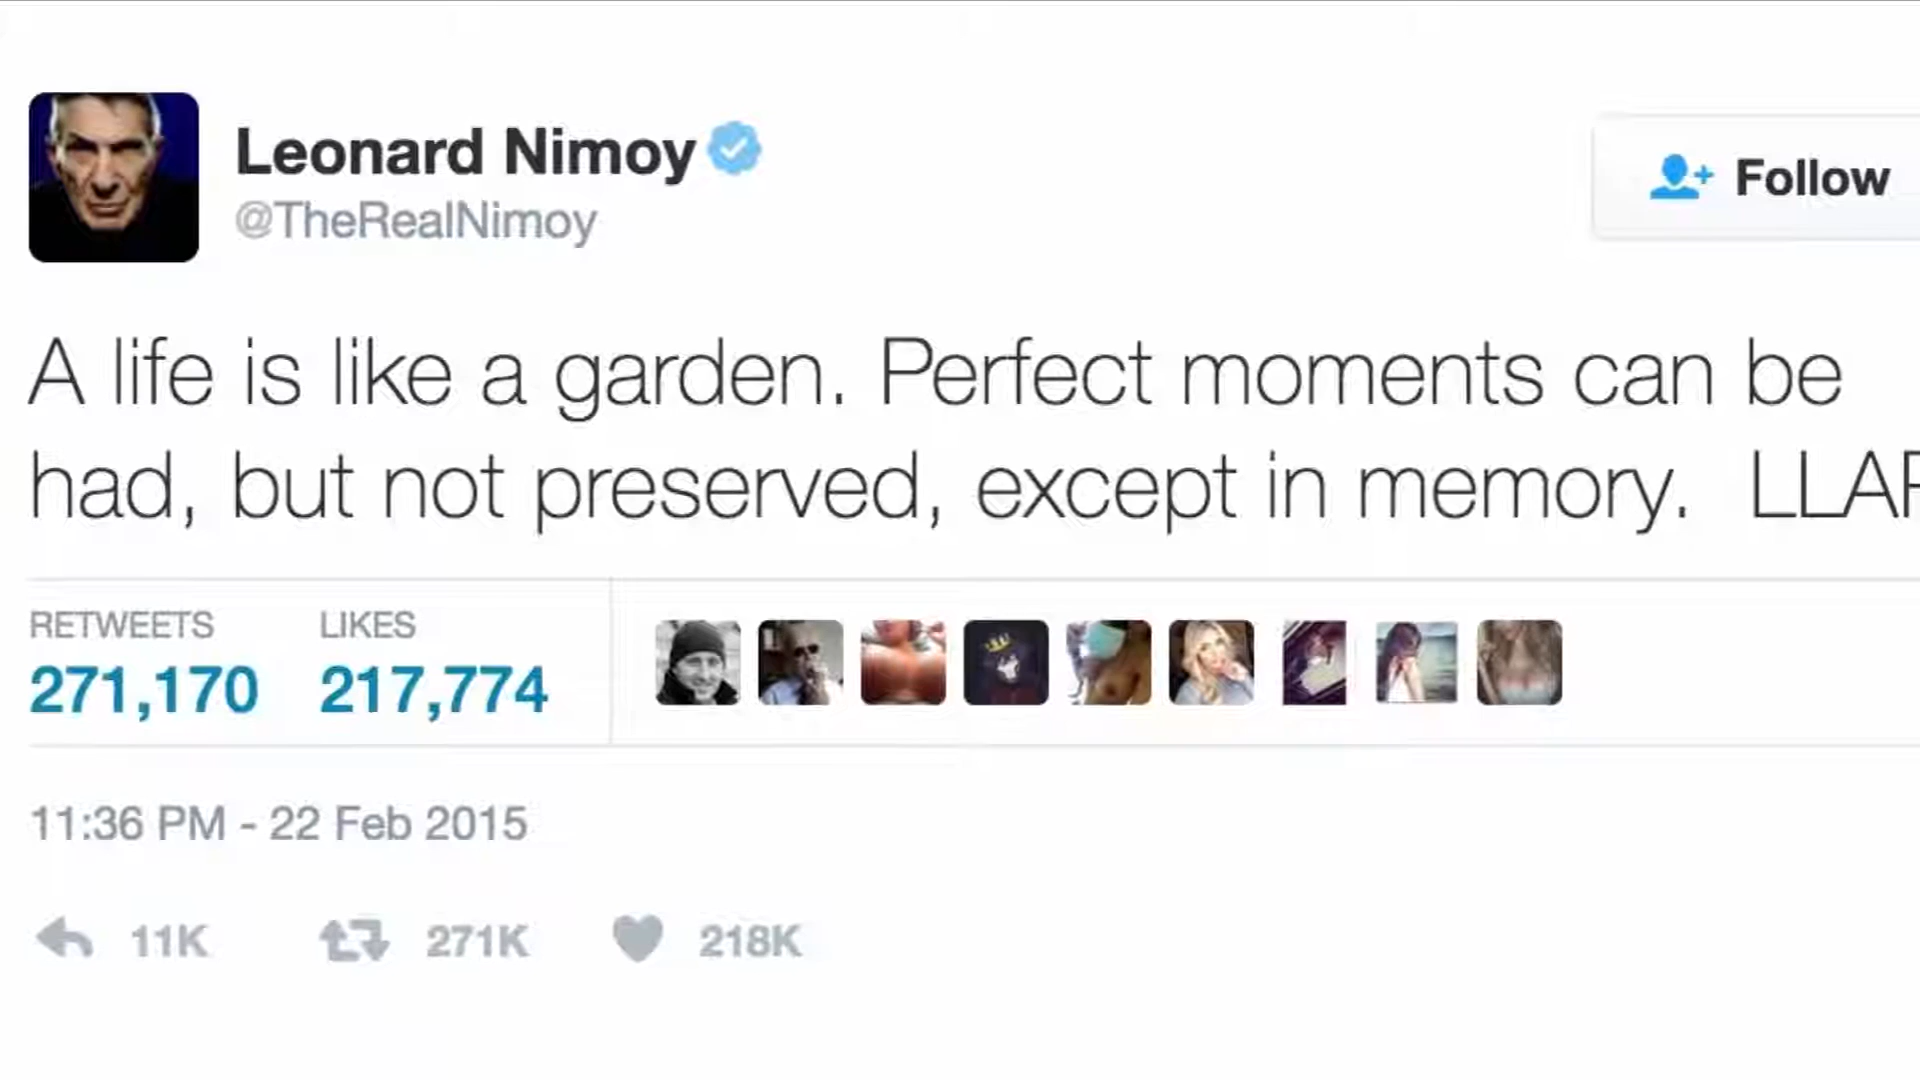 Leonard Nimoy
@TheRealNimoy
Follow
A life is like a garden. Perfect moments can be
had, but not preserved, except in memory. LLAP
RETWEETS LIKES
271,170 217,774
11:36 PM - 22 Feb 2015
11K 271K 218K